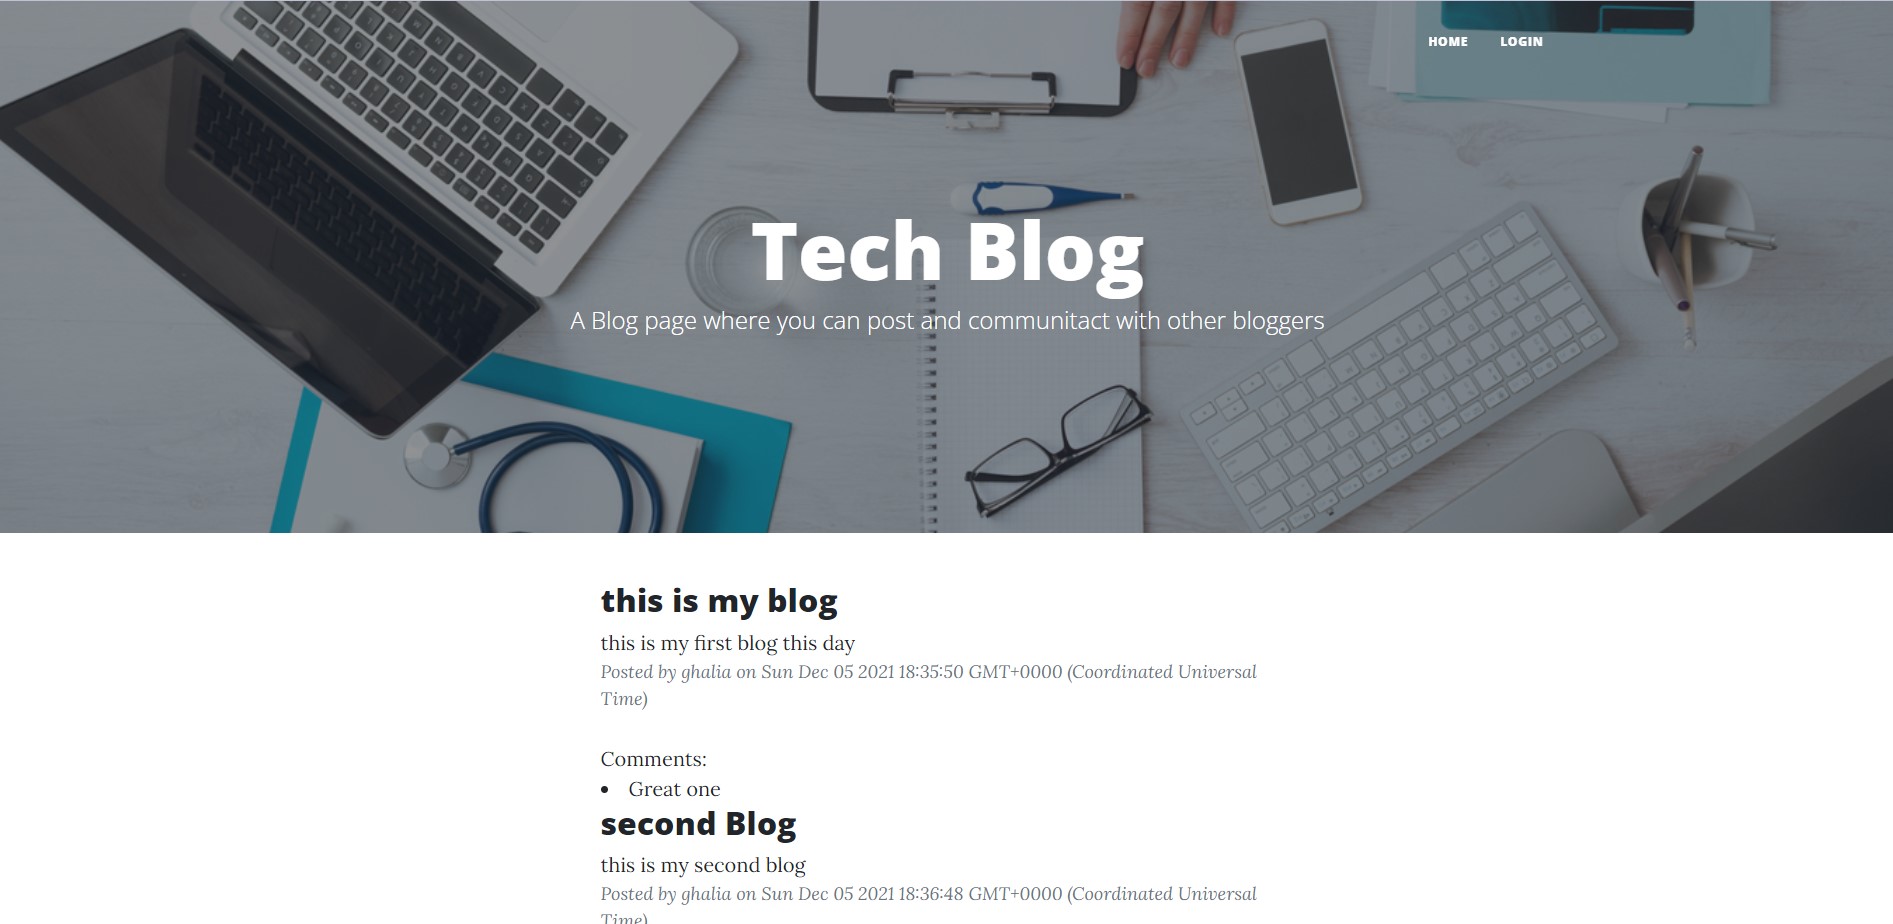 HOME LOGIN
Tech Blog
A Blog page where you can post and communitact with other bloggers
this is my blog
this is my first blog this day
Posted by ghalia on Sun Dec 05 2021 18:35:50 GMT+0000 (Coordinated Universal
Time)
Comments:
• Great one
second Blog
this is my second blog
Posted by ghalia on Sun Dec 05 2021 18:36:48 GMT+0000 (Coordinated Universal
Time)